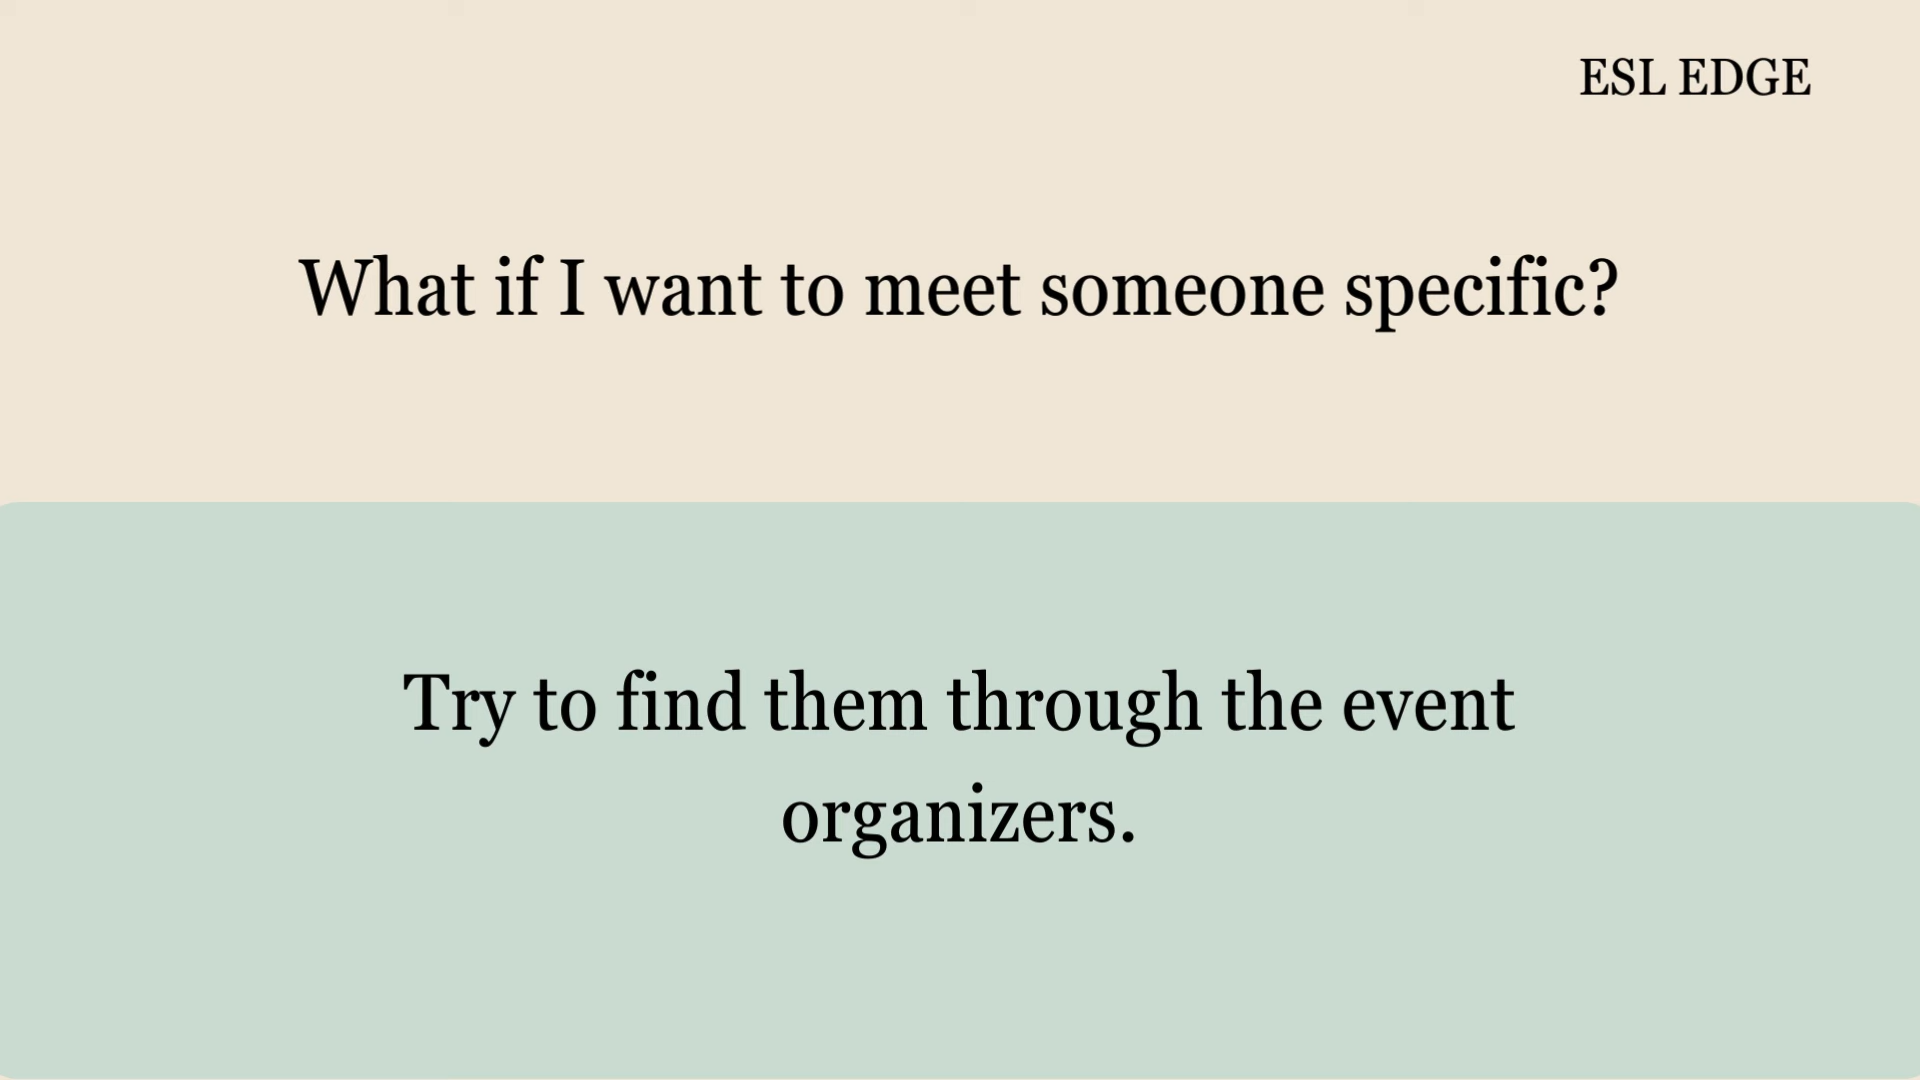 ESL EDGE
What if I want to meet someone specific?
Try to find them through the event
organizers.